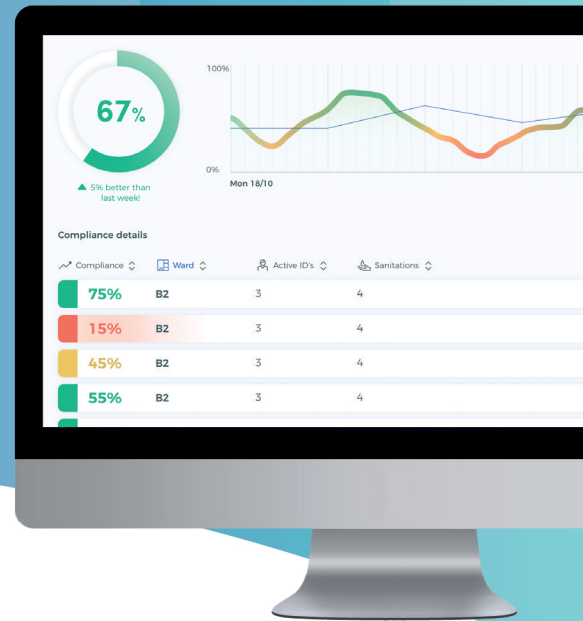 67%
5% better than
last week!
100%
0%
Mon 18/10
Compliance details
Compliance Ward Active ID's Sanitations
75% B2 3 4
15% B2 3 4
45% B2 3 4
55% B2 3 4